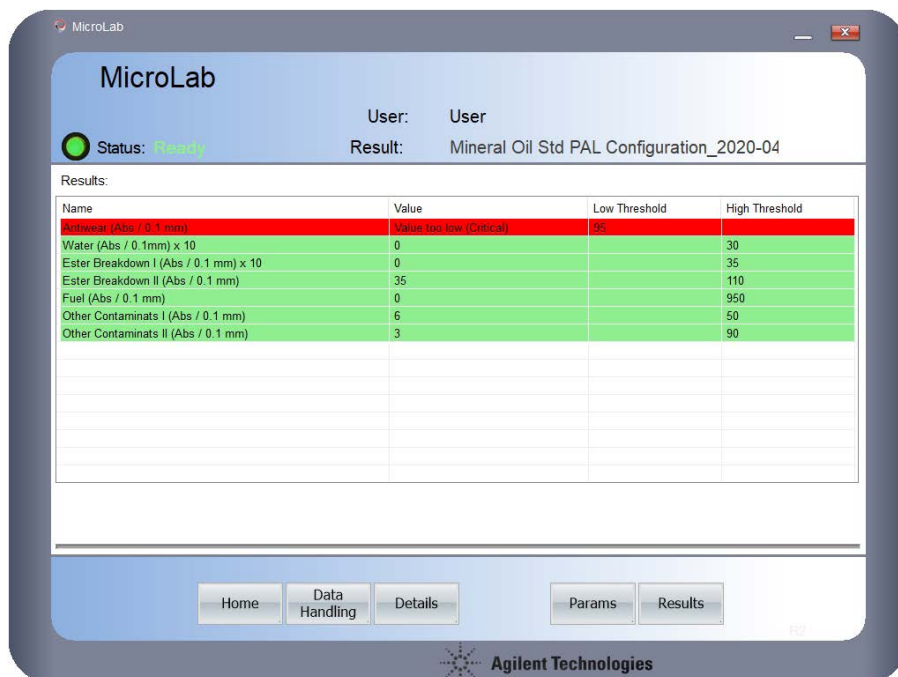 MicroLab
MicroLab
User: User
Status: Ready Result: Mineral Oil Std PAL Configuration_2020-04
Results:
Name Value Low Threshold High Threshold
Antiwear (Abs / 0.1 mm) Value too low (Critical) 95
Water (Abs / 0.1mm) x 10 0 30
Ester Breakdown I (Abs / 0.1 mm) x 10 0 35
Ester Breakdown II (Abs / 0.1 mm) 35 110
Fuel (Abs / 0.1 mm) 0 950
Other Contaminats I (Abs / 0.1 mm) 6 50
Other Contaminats II (Abs / 0.1 mm) 3 90
Home Data Handling Details Params Results
Agilent Technologies